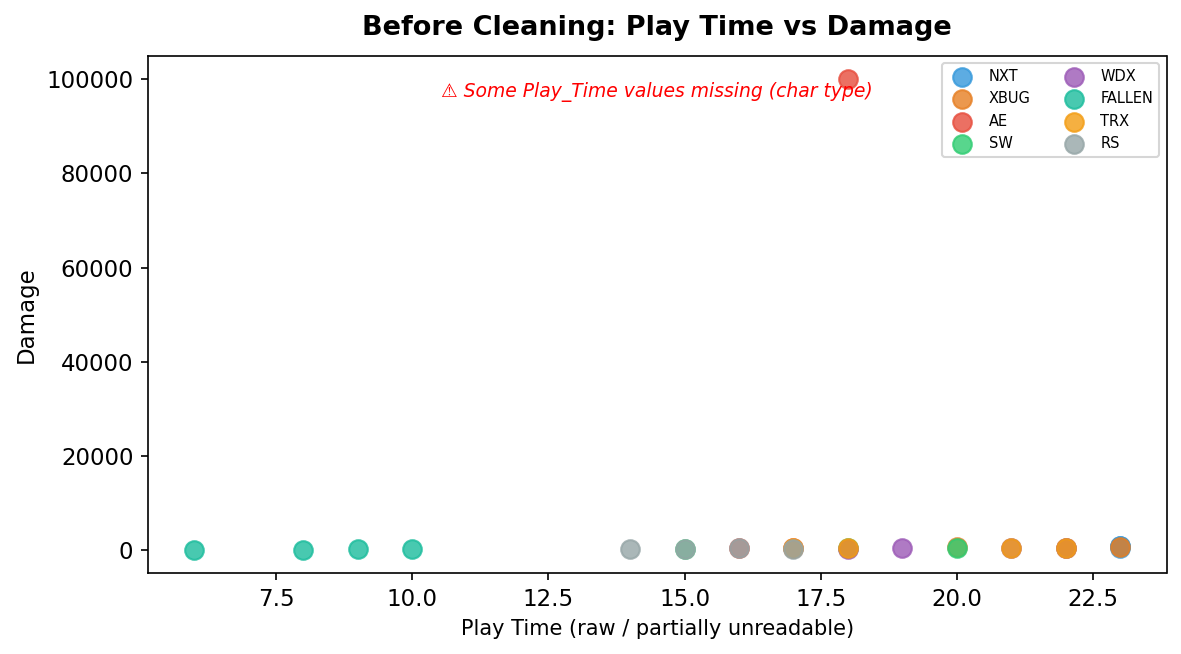 Before Cleaning: Play Time vs Damage
⚠ Some Play_Time values missing (char type)
NXT
XBUG
AE
SW
WDX
FALLEN
TRX
RS
Damage
100000
80000
60000
40000
20000
0
7.5 10.0 12.5 15.0 17.5 20.0 22.5
Play Time (raw / partially unreadable)